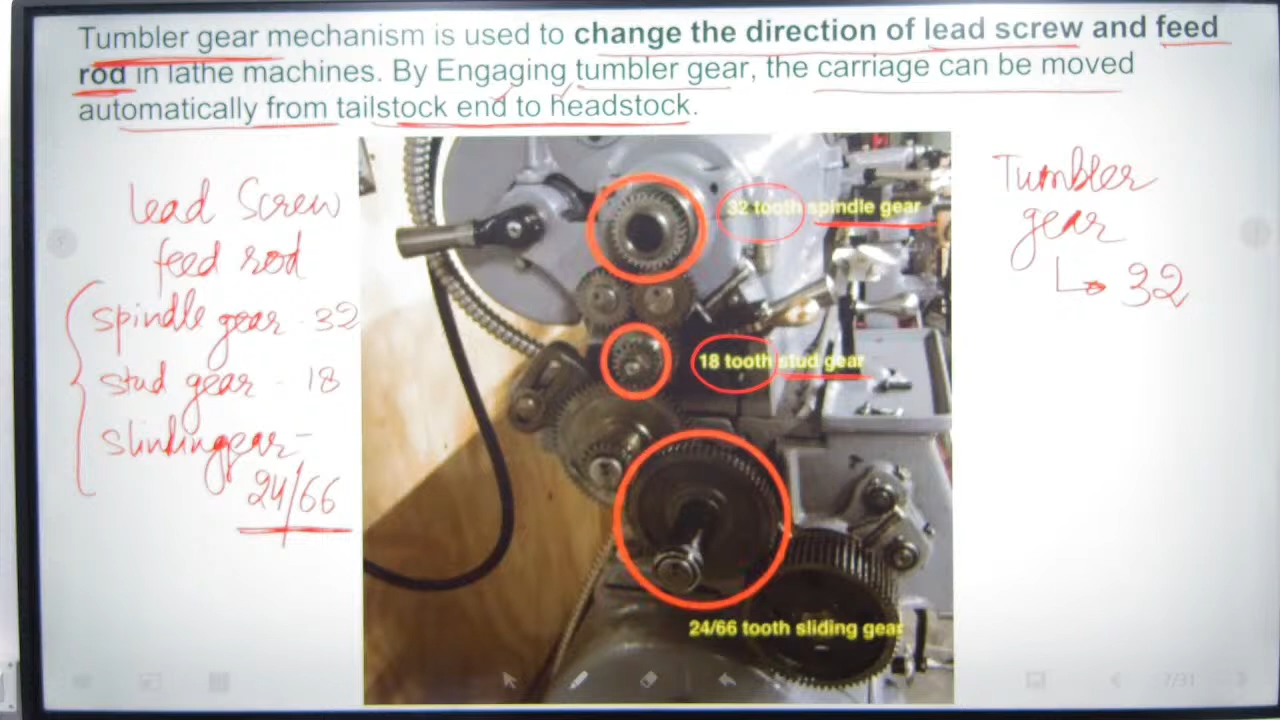 Tumbler gear mechanism is used to change the direction of lead screw and feed
rod in lathe machines. By Engaging tumbler gear, the carriage can be moved
automatically from tailstock end to headstock.
lead Screw
feed rod
spindle gear - 32
stud gear - 18
slindingear -
24/66
32 tooth spindle gear
18 tooth stud gear
24/66 tooth sliding gear
Tumbler
gear
↳ 32
7/31